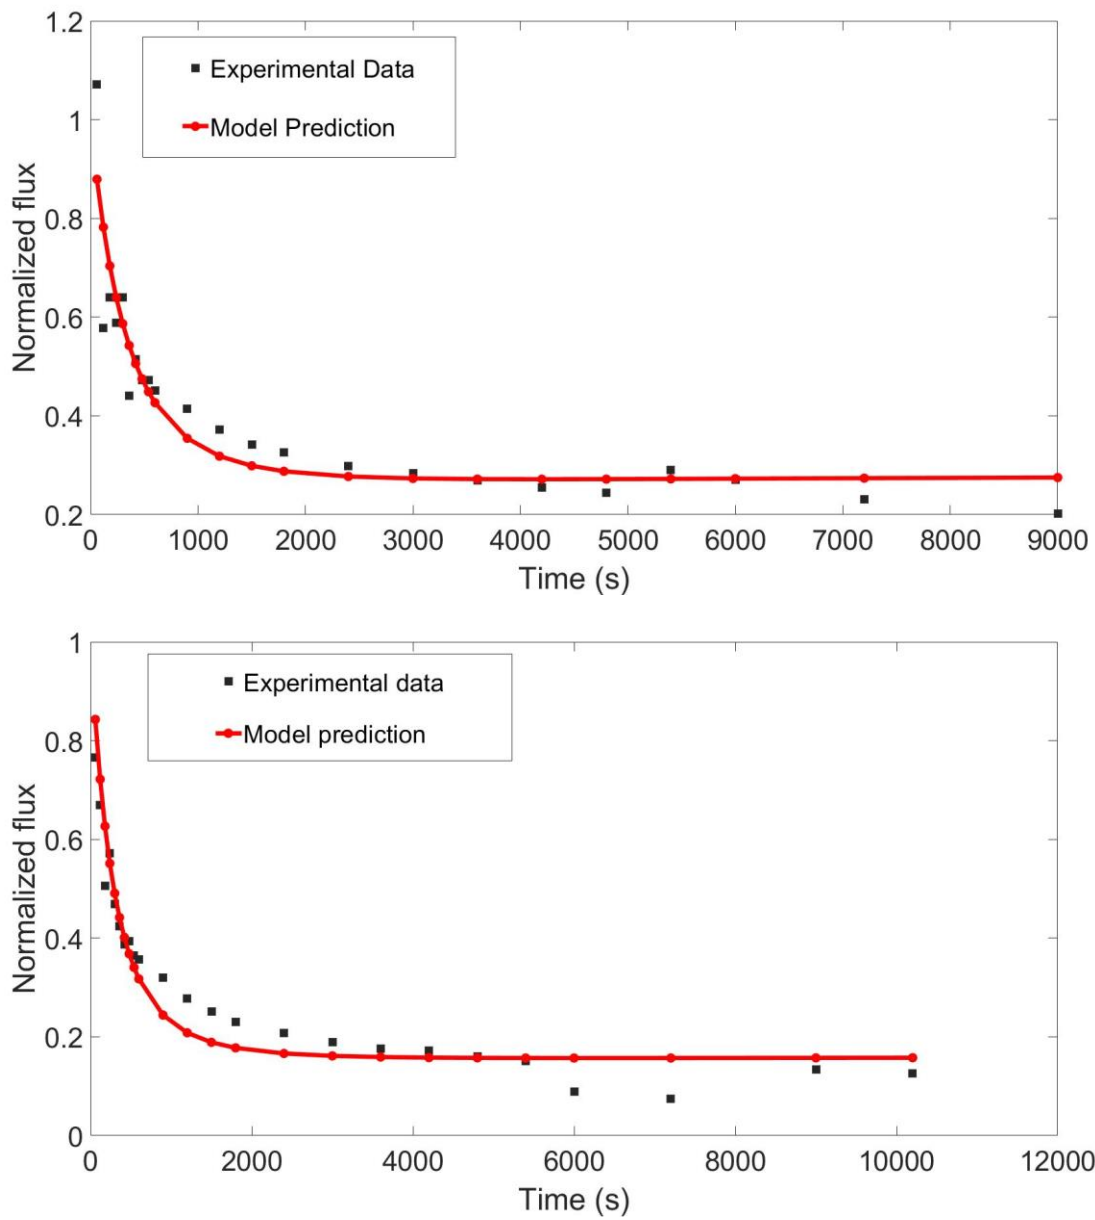 1.2
1
0.8
0.6
0.4
0.2
Normalized flux
Experimental Data
Model Prediction
0 1000 2000 3000 4000 5000 6000 7000 8000 9000
Time (s)
1
0.8
0.6
0.4
0.2
0
Normalized flux
Experimental data
Model prediction
0 2000 4000 6000 8000 10000 12000
Time (s)